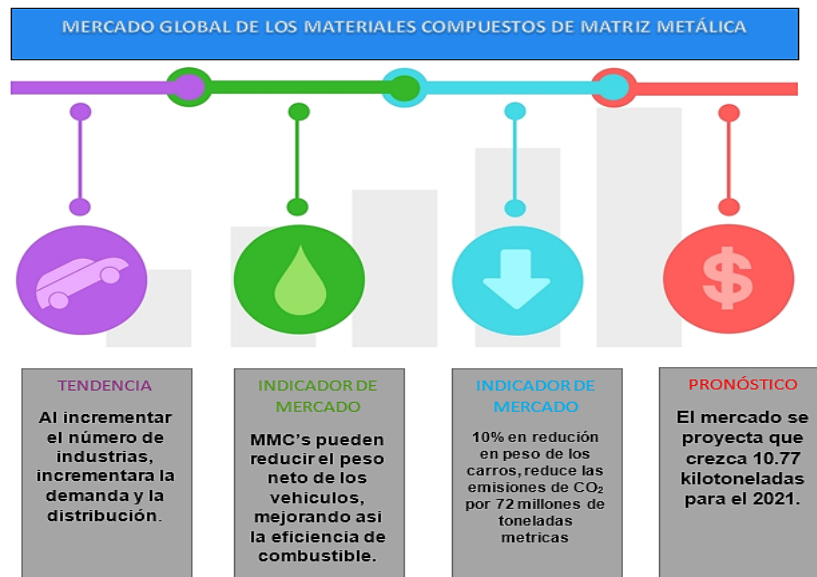 MERCADO GLOBAL DE LOS MATERIALES COMPUESTOS DE MATRIZ METÁLICA
$
TENDENCIA
Al incrementar
el número de
industrias,
incrementara la
demanda y la
distribución.
INDICADOR DE
MERCADO
MMC's pueden
reducir el peso
neto de los
vehiculos,
mejorando asi
la eficiencia de
combustible.
INDICADOR DE
MERCADO
10% en redución
en peso de los
carros, reduce las
emisiones de CO₂
por 72 millones de
toneladas
metricas
PRONÓSTICO
El mercado se
proyecta que
crezca 10.77
kilotoneladas
para el 2021.